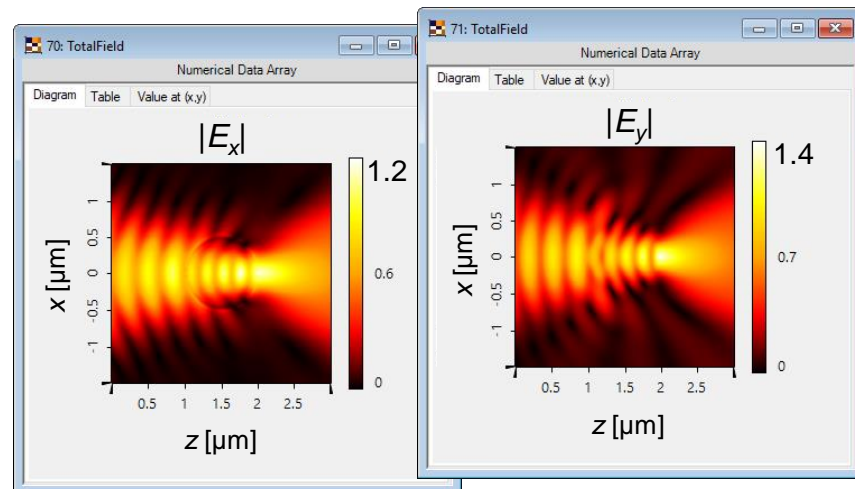 70: TotalField
Numerical Data Array
Diagram Table Value at (x,y)
|Eₓ|
1.2
0.6
0
x [µm]
1
0.5
0
-0.5
-1
0.5 1 1.5 2 2.5
z [µm]
71: TotalField
Numerical Data Array
Diagram Table Value at (x,y)
|E_y|
1.4
0.7
0
x [µm]
1
0.5
0
-0.5
-1
0.5 1 1.5 2 2.5
z [µm]